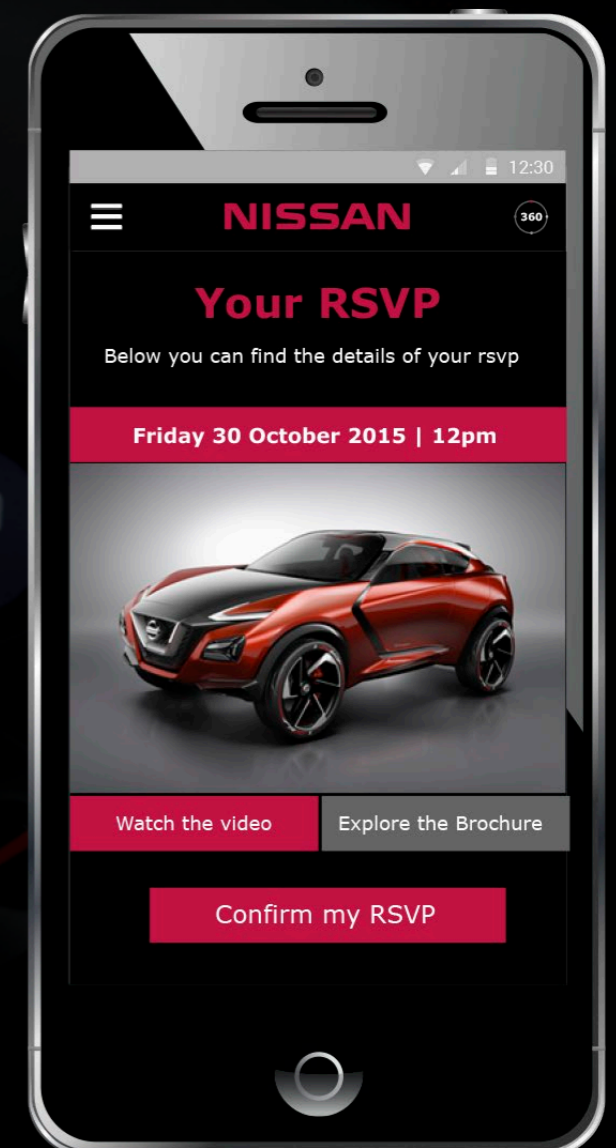 12:30
NISSAN
360
Your RSVP
Below you can find the details of your rsvp
Friday 30 October 2015 | 12pm
Watch the video
Explore the Brochure
Confirm my RSVP